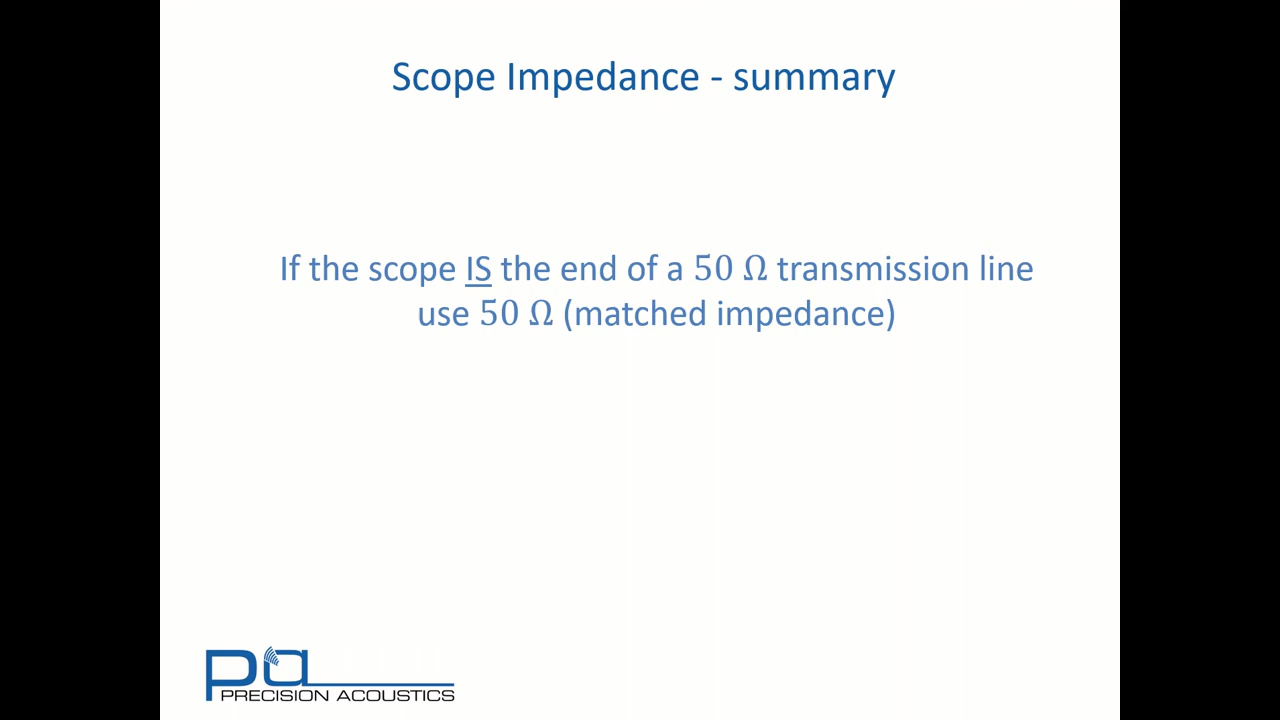 Scope Impedance - summary
If the scope IS the end of a 50 Ω transmission line
use 50 Ω (matched impedance)
pa
PRECISION ACOUSTICS